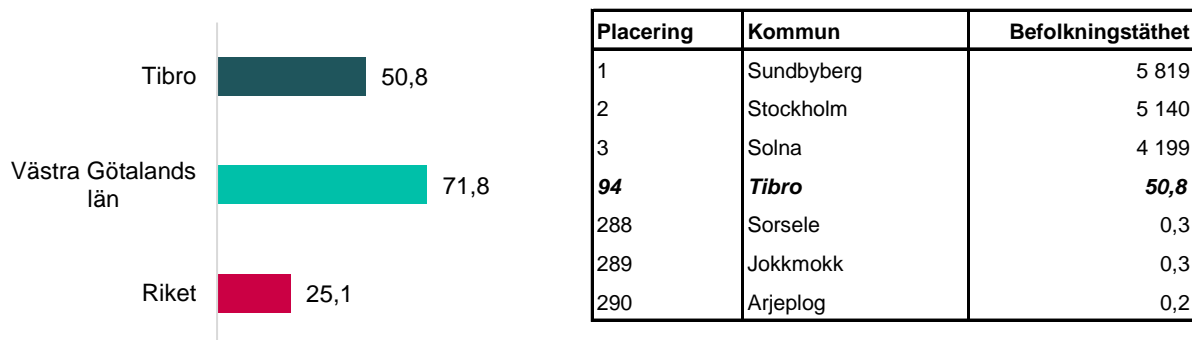 Tibro 50,8
Västra Götalands
län 71,8
Riket 25,1
Placering Kommun Befolkningstäthet
1 Sundbyberg 5 819
2 Stockholm 5 140
3 Solna 4 199
94 Tibro 50,8
288 Sorsele 0,3
289 Jokkmokk 0,3
290 Arjeplog 0,2